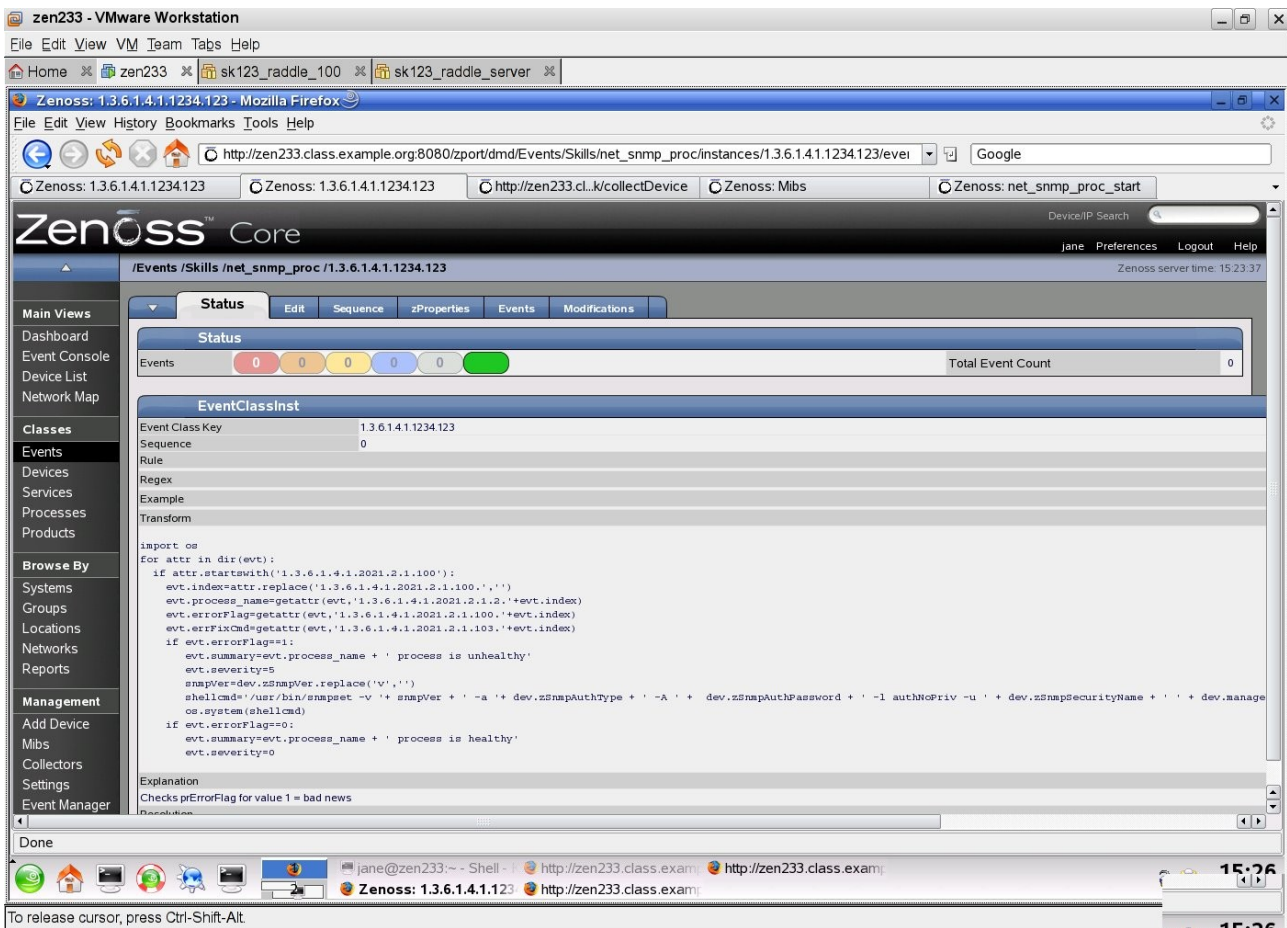 zen233 - VMware Workstation
File Edit View VM Team Tabs Help
Home zen233 sk123_raddle_100 sk123_raddle_server
Zenoss: 1.3.6.1.4.1.1234.123 - Mozilla Firefox
File Edit View History Bookmarks Tools Help
http://zen233.class.example.org:8080/zport/dmd/Events/Skills/net_snmp_proc/instances/1.3.6.1.4.1.1234.123/ever Google
Zenoss: 1.3.6.1.4.1.1234.123 Zenoss: 1.3.6.1.4.1.1234.123 http://zen233.cl...k/collectDevice Zenoss: Mibs Zenoss: net_snmp_proc_start
Zenoss™ Core
Device/IP Search
jane Preferences Logout Help
/Events /Skills /net_snmp_proc /1.3.6.1.4.1.1234.123
Zenoss server time: 15:23:37
Main Views
Dashboard
Event Console
Device List
Network Map
Classes
Events
Devices
Services
Processes
Products
Browse By
Systems
Groups
Locations
Networks
Reports
Management
Add Device
Mibs
Collectors
Settings
Event Manager
Status Edit Sequence zProperties Events Modifications
Status
Events 0 0 0 0 0 Total Event Count 0
EventClassInst
Event Class Key 1.3.6.1.4.1.1234.123
Sequence 0
Rule
Regex
Example
Transform
import os
for attr in dir(evt):
if attr.startswith('1.3.6.1.4.1.2021.2.1.100'):
evt.index=attr.replace('1.3.6.1.4.1.2021.2.1.100.','')
evt.process_name=getattr(evt,'1.3.6.1.4.1.2021.2.1.2.'+evt.index)
evt.errorFlag=getattr(evt,'1.3.6.1.4.1.2021.2.1.100.'+evt.index)
evt.errFixCmd=getattr(evt,'1.3.6.1.4.1.2021.2.1.103.'+evt.index)
if evt.errorFlag==1:
evt.summary=evt.process_name + ' process is unhealthy'
evt.severity=5
snmpVer=dev.zSnmpVer.replace('v','')
shellcmd='/usr/bin/snmpset -v '+ snmpVer + ' -a '+ dev.zSnmpAuthType + ' -A ' + dev.zSnmpAuthPassword + ' -l authNoPriv -u ' + dev.zSnmpSecurityName + ' ' + dev.manage
os.system(shellcmd)
if evt.errorFlag==0:
evt.summary=evt.process_name + ' process is healthy'
evt.severity=0
Explanation
Checks prErrorFlag for value 1 = bad news
Done
2
jane@zen233:~ - Shell - http://zen233.class.exam http://zen233.class.exam
Zenoss: 1.3.6.1.4.1.123 http://zen233.class.exam
15:26
To release cursor, press Ctrl-Shift-Alt.